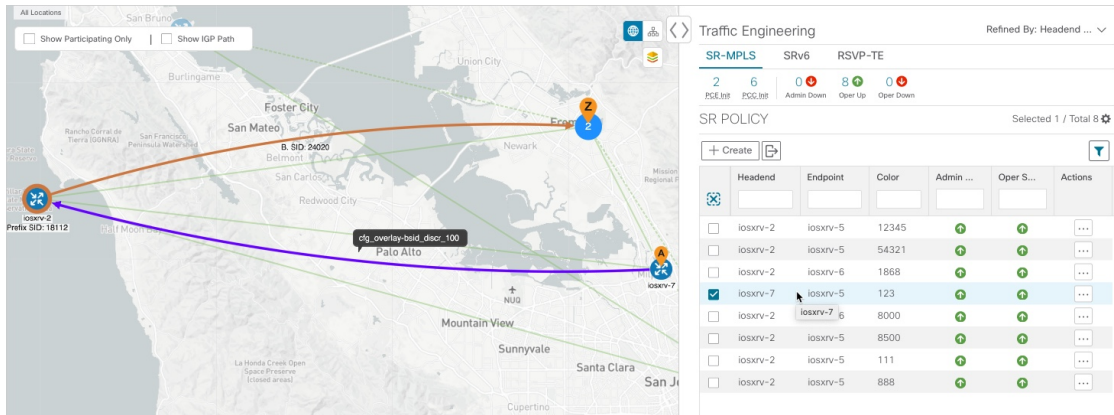 All Locations
Show Participating Only | Show IGP Path
San Bruno
Burlingame
Union City
Foster City
San Mateo
Rancho Corral de
Tierra (GGNRA)
San Francisco
Peninsula Watershed
B. SID: 24020
Z
2
Newark
Belmont
San Carlos
Redwood City
iosxrv-2
Prefix SID: 18112
Half Moon Bay
cfg_overlay-bsid_discr_100
Palo Alto
Mission
Regional
A
iosxrv-7
NUQ
Mountain View
Sunnyvale
La Honda Creek Open
Space Preserve
(closed areas)
Santa Clara
Cupertino
Traffic Engineering
Refined By: Headend ...
SR-MPLS SRv6 RSVP-TE
2 6 0 8 0
PCE Init PCC Init Admin Down Oper Up Oper Down
SR POLICY
Selected 1 / Total 8
+ Create
Headend Endpoint Color Admin ... Oper S... Actions
iosxrv-2 iosxrv-5 12345 ...
iosxrv-2 iosxrv-5 54321 ...
iosxrv-2 iosxrv-6 1868 ...
iosxrv-7 iosxrv-5 123 ...
iosxrv-2 6 8000 ...
iosxrv-7
iosxrv-2 iosxrv-5 8500 ...
iosxrv-2 iosxrv-5 111 ...
iosxrv-2 iosxrv-5 888 ...